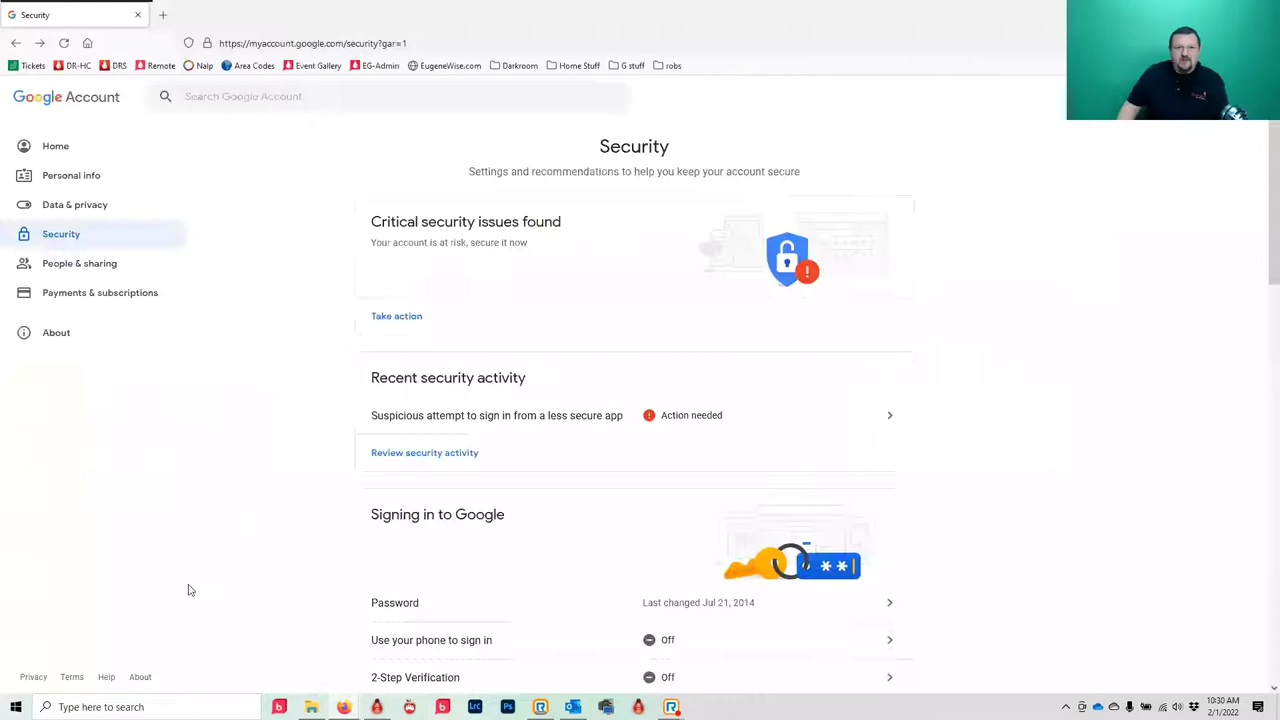 Security
https://myaccount.google.com/security?gar=1
Tickets DR-HC DRS Remote Nalp Area Codes Event Gallery EG-Admin EugeneWise.com Darkroom Home Stuff G stuff robs
Google Account
Search Google Account
Home
Personal info
Data & privacy
Security
People & sharing
Payments & subscriptions
About
Security
Settings and recommendations to help you keep your account secure
Critical security issues found
Your account is at risk, secure it now
Take action
Recent security activity
Suspicious attempt to sign in from a less secure app Action needed
Review security activity
Signing in to Google
Password Last changed Jul 21, 2014
Use your phone to sign in Off
2-Step Verification Off
Privacy Terms Help About
Type here to search
Lrc Ps
10:30 AM
2/1/2022